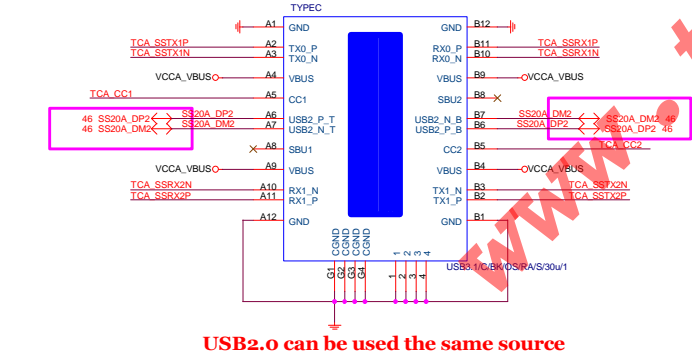 TYPEC
A1 GND GND B12
TCA_SSTX1P A2 TX0_P RX0_P B11 TCA_SSRX1P
TCA_SSTX1N A3 TX0_N RX0_N B10 TCA_SSRX1N
VCCA_VBUS A4 VBUS VBUS B9 VCCA_VBUS
TCA_CC1 A5 CC1 SBU2 B8
46 SS20A_DP2 SS20A_DP2 A6 USB2_P_T USB2_N_B B7 SS20A_DM2 SS20A_DM2 46
46 SS20A_DM2 SS20A_DM2 A7 USB2_N_T USB2_P_B B6 SS20A_DP2 SS20A_DP2 46
A8 SBU1 CC2 B5 TCA_CC2
VCCA_VBUS A9 VBUS VBUS B4 VCCA_VBUS
TCA_SSRX2N A10 RX1_N TX1_N B3 TCA_SSTX2N
TCA_SSRX2P A11 RX1_P TX1_P B2 TCA_SSTX2P
A12 GND GND B1
CGND CGND CGND CGND 1 2 3 4
G1 G2 G3 G4 1 2 3 4
USB3.1/C/BK/OS/RA/S/30u/1
USB2.0 can be used the same source
www.